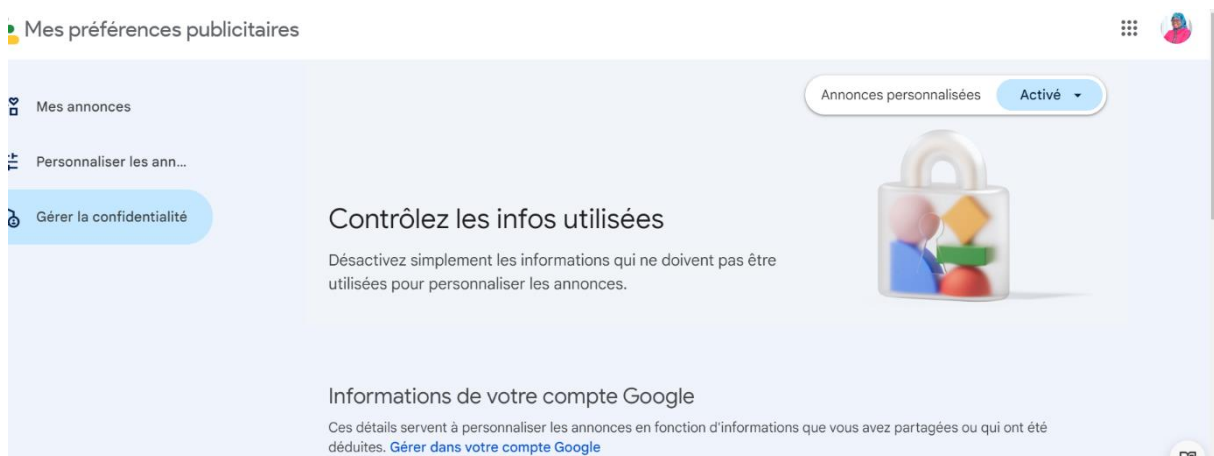 Mes préférences publicitaires
Mes annonces
Personnaliser les ann...
Gérer la confidentialité
Annonces personnalisées Activé
Contrôlez les infos utilisées
Désactivez simplement les informations qui ne doivent pas être
utilisées pour personnaliser les annonces.
Informations de votre compte Google
Ces détails servent à personnaliser les annonces en fonction d'informations que vous avez partagées ou qui ont été
déduites. Gérer dans votre compte Google